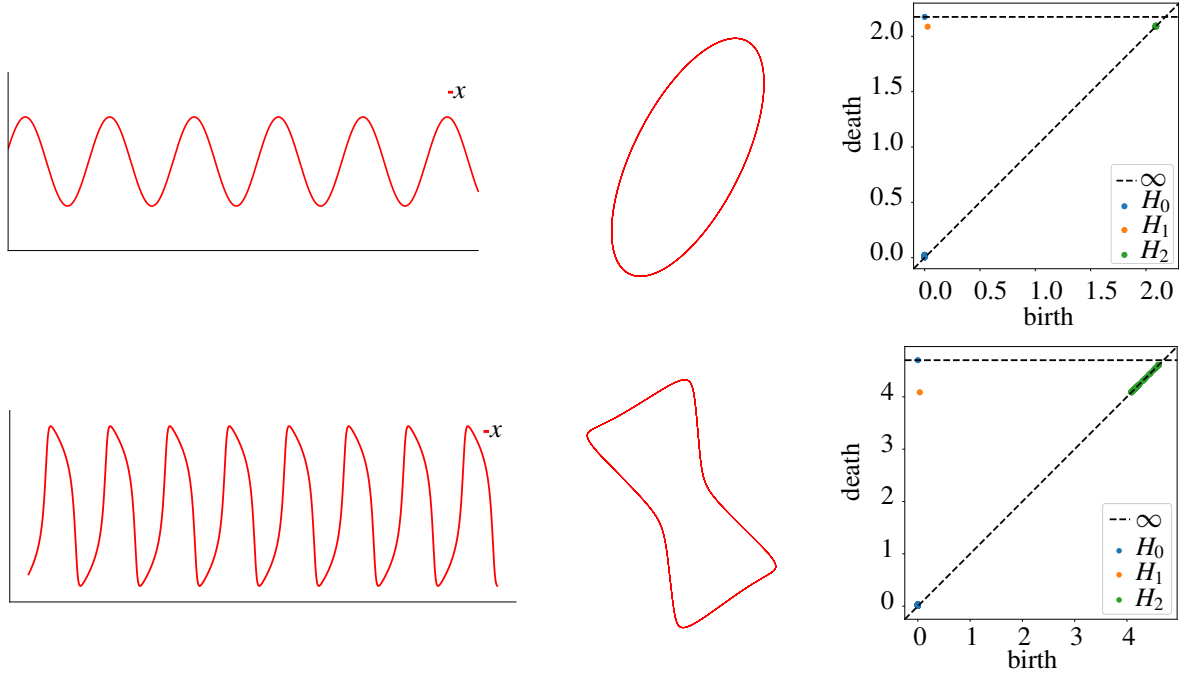 -x
2.0
1.5
1.0
0.5
0.0
death
∞
H₀
H₁
H₂
0.0 0.5 1.0 1.5 2.0
birth
-x
4
3
2
1
0
death
∞
H₀
H₁
H₂
0 1 2 3 4
birth